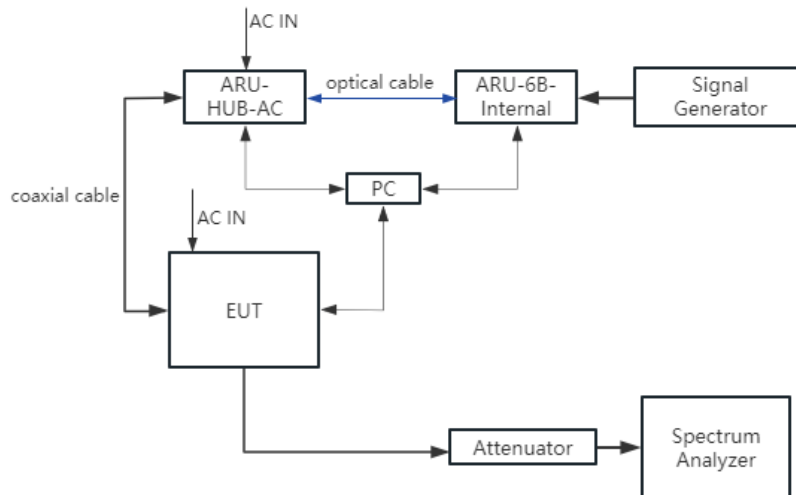 AC IN
ARU-
HUB-AC
optical cable
ARU-6B-
Internal
Signal
Generator
PC
coaxial cable
AC IN
EUT
Attenuator
Spectrum
Analyzer